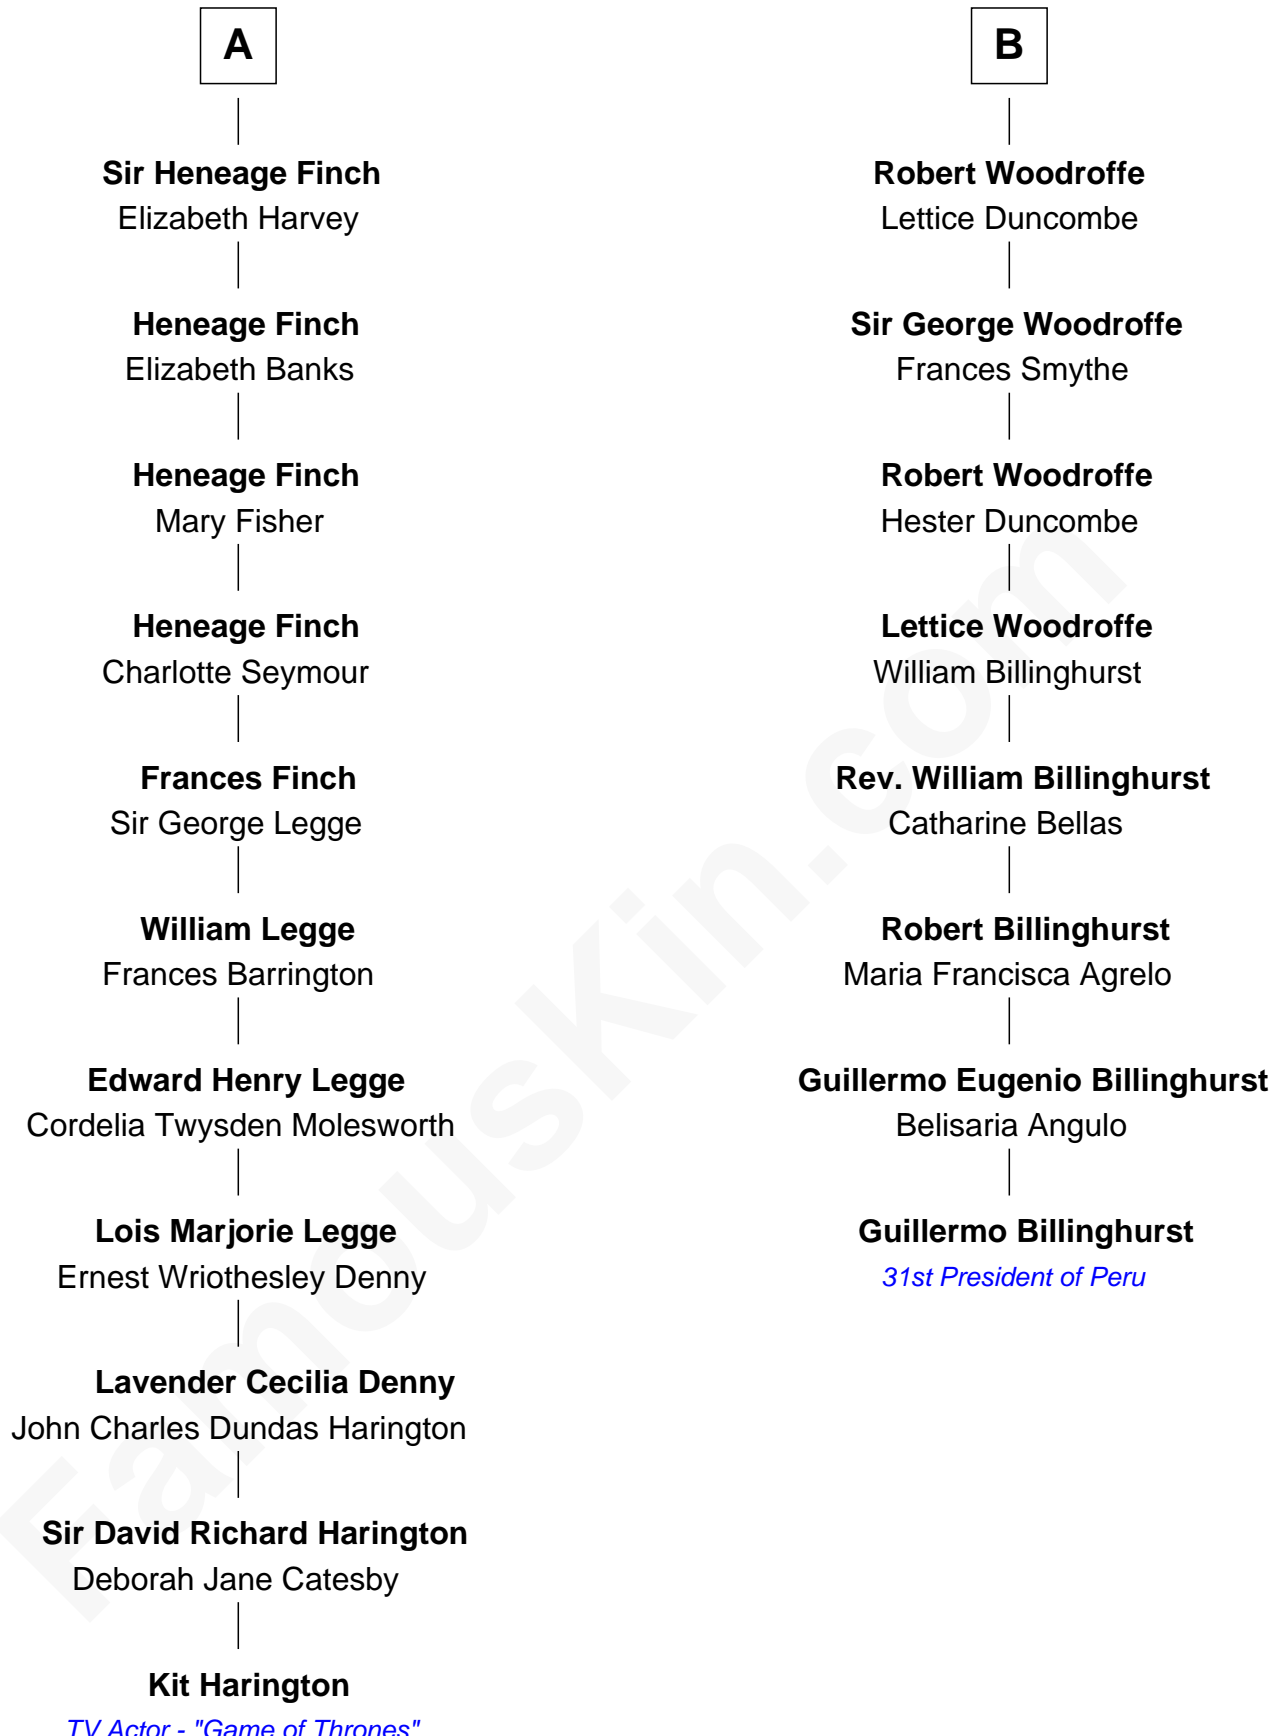 A
Sir Heneage Finch
Elizabeth Harvey
Heneage Finch
Elizabeth Banks
Heneage Finch
Mary Fisher
Heneage Finch
Charlotte Seymour
Frances Finch
Sir George Legge
William Legge
Frances Barrington
Edward Henry Legge
Cordelia Twysden Molesworth
Lois Marjorie Legge
Ernest Wriothesley Denny
Lavender Cecilia Denny
John Charles Dundas Harington
Sir David Richard Harington
Deborah Jane Catesby
Kit Harington
TV Actor - "Game of Thrones"
B
Robert Woodroffe
Lettice Duncombe
Sir George Woodroffe
Frances Smythe
Robert Woodroffe
Hester Duncombe
Lettice Woodroffe
William Billinghurst
Rev. William Billinghurst
Catharine Bellas
Robert Billinghurst
Maria Francisca Agrelo
Guillermo Eugenio Billinghurst
Belisaria Angulo
Guillermo Billinghurst
31st President of Peru
FamousKin.com